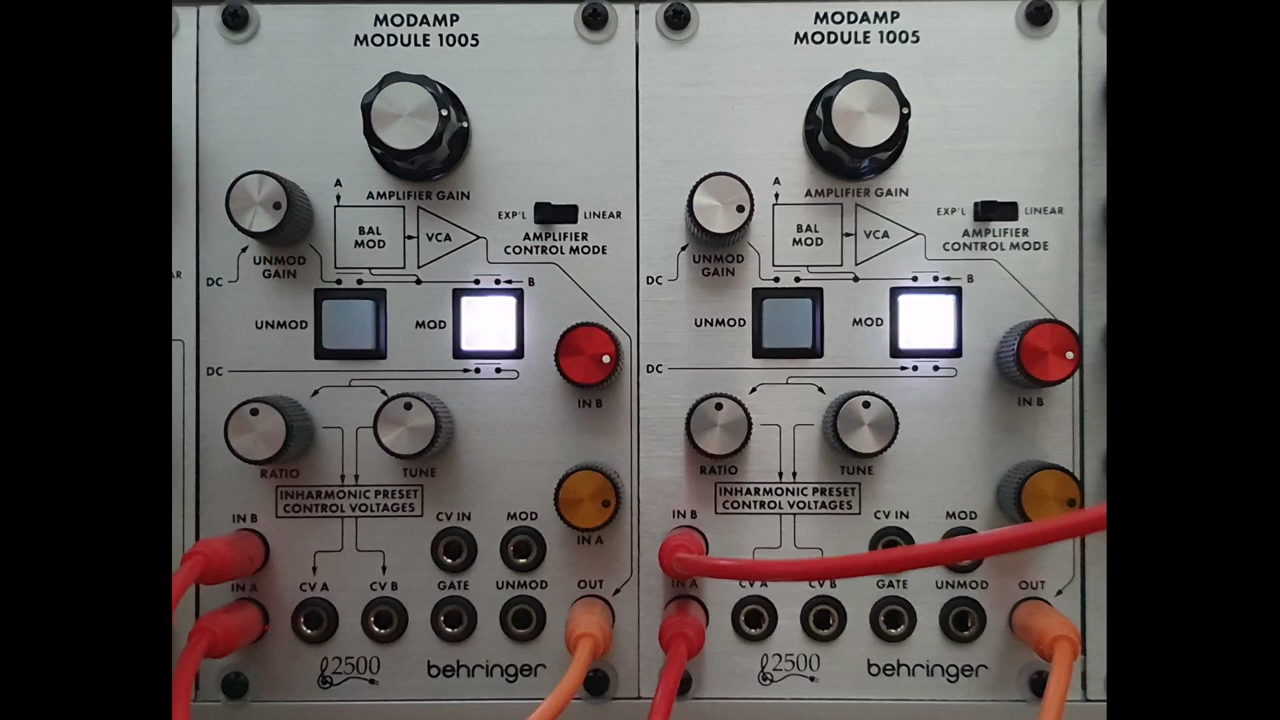 MODAMP
MODULE 1005
A
AMPLIFIER GAIN
BAL
MOD
VCA
EXP'L
LINEAR
AMPLIFIER
CONTROL MODE
UNMOD
GAIN
DC
B
UNMOD
MOD
DC
IN B
RATIO
TUNE
INHARMONIC PRESET
CONTROL VOLTAGES
IN B
CV IN
MOD
IN A
IN A
CV A
CV B
GATE
UNMOD
OUT
2500
behringer
MODAMP
MODULE 1005
A
AMPLIFIER GAIN
BAL
MOD
VCA
EXP'L
LINEAR
AMPLIFIER
CONTROL MODE
UNMOD
GAIN
DC
B
UNMOD
MOD
DC
IN B
RATIO
TUNE
INHARMONIC PRESET
CONTROL VOLTAGES
IN B
CV IN
MOD
IN A
CV A
CV B
GATE
UNMOD
OUT
2500
behringer